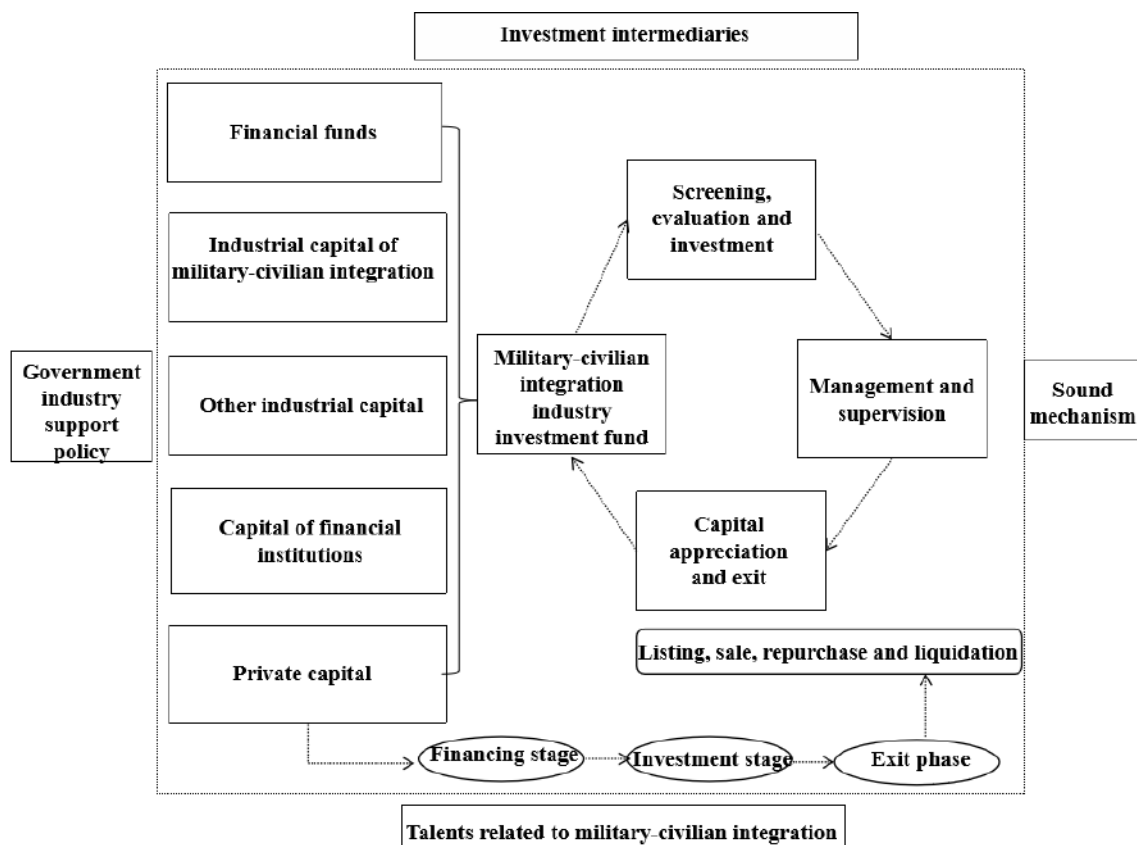 Investment intermediaries
Financial funds
Industrial capital of
military-civilian integration
Other industrial capital
Capital of financial
institutions
Private capital
Government
industry
support
policy
Military-civilian
integration
industry
investment fund
Screening,
evaluation and
investment
Management and
supervision
Capital
appreciation
and exit
Sound
mechanism
Listing, sale, repurchase and liquidation
Financing stage
Investment stage
Exit phase
Talents related to military-civilian integration